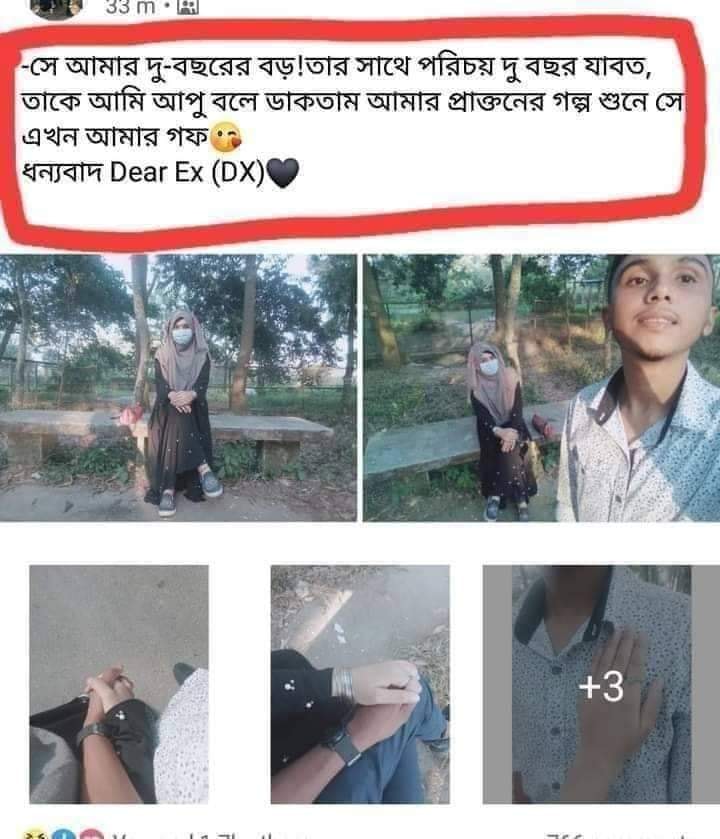 33 m
-সে আমার দু-বছরের বড়!তার সাথে পরিচয় দু বছর যাবত,
তাকে আমি আপু বলে ডাকতাম আমার প্রাক্তনের গল্প শুনে সে
এখন আমার গফ😘
ধন্যবাদ Dear Ex (DX)🖤
+3